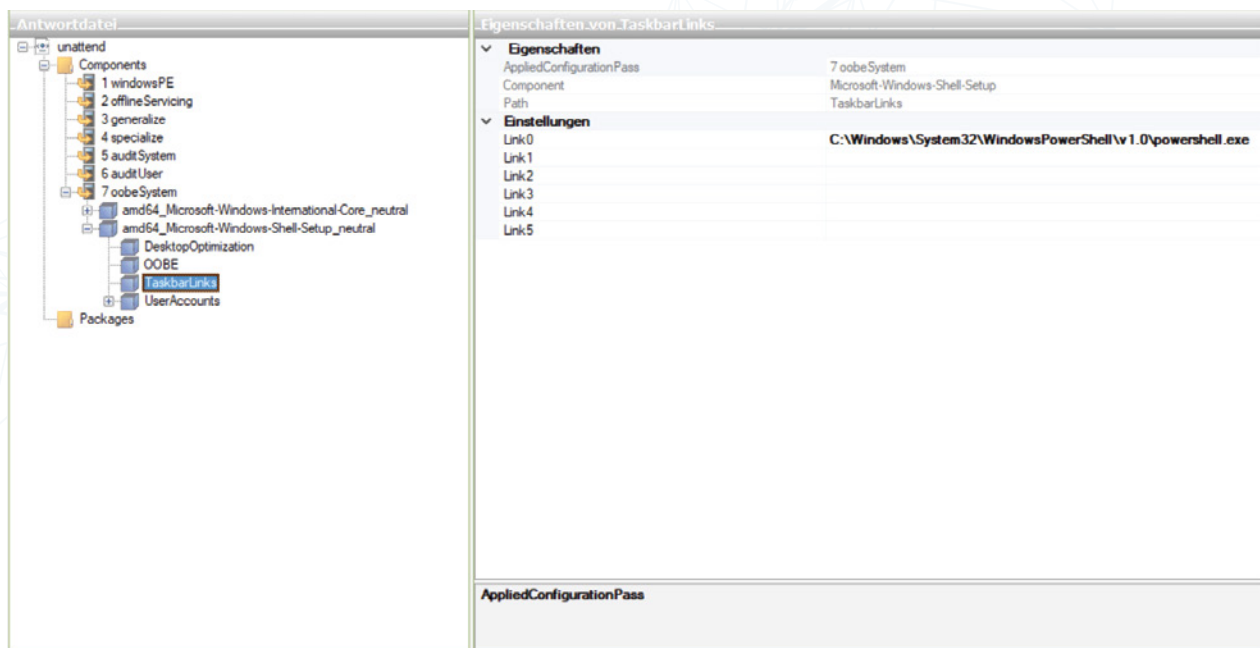 Antwortdatei
unattend
Components
1 windowsPE
2 offlineServicing
3 generalize
4 specialize
5 auditSystem
6 auditUser
7 oobeSystem
amd64_Microsoft-Windows-International-Core_neutral
amd64_Microsoft-Windows-Shell-Setup_neutral
DesktopOptimization
OOBE
TaskbarLinks
UserAccounts
Packages
Eigenschaften von TaskbarLinks
Eigenschaften
AppliedConfigurationPass 7 oobeSystem
Component Microsoft-Windows-Shell-Setup
Path TaskbarLinks
Einstellungen
Link0 C:\Windows\System32\WindowsPowerShell\v1.0\powershell.exe
Link1
Link2
Link3
Link4
Link5
AppliedConfigurationPass